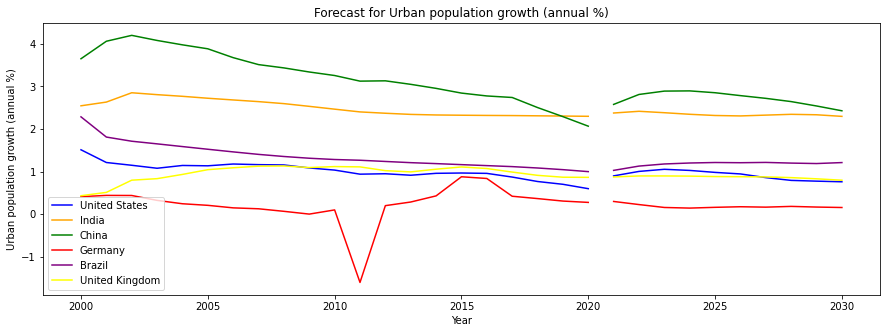 Forecast for Urban population growth (annual %)
Urban population growth (annual %)
4
3
2
1
0
−1
United States
India
China
Germany
Brazil
United Kingdom
2000 2005 2010 2015 2020 2025 2030
Year